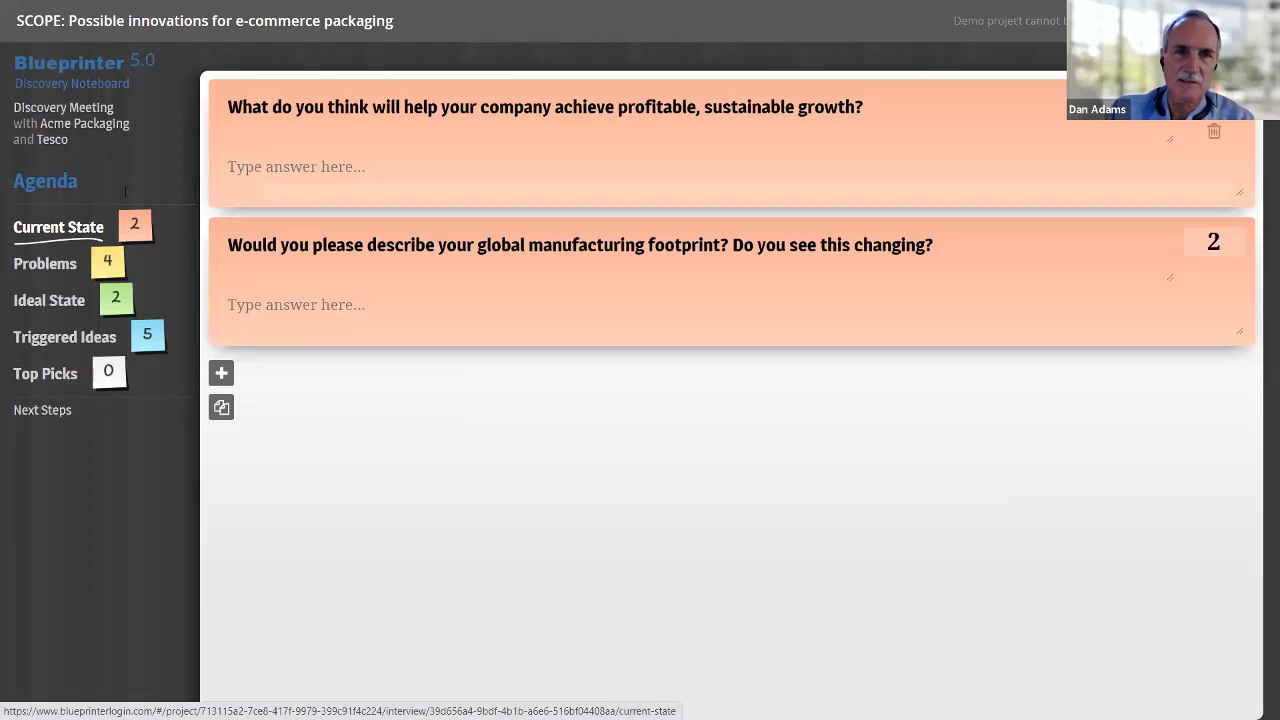 SCOPE: Possible innovations for e-commerce packaging
Demo project cannot
Dan Adams
Blueprinter 5.0
Discovery Noteboard
Discovery Meeting
with Acme Packaging
and Tesco
Agenda
Current State 2
Problems 4
Ideal State 2
Triggered Ideas 5
Top Picks 0
Next Steps
What do you think will help your company achieve profitable, sustainable growth?
Type answer here...
Would you please describe your global manufacturing footprint? Do you see this changing?
2
Type answer here...
https://www.blueprinterlogin.com/#/project/713115a2-7ce8-417f-9979-399c91f4c224/interview/39d656a4-9bdf-4b1b-a6e6-516bf04408aa/current-state